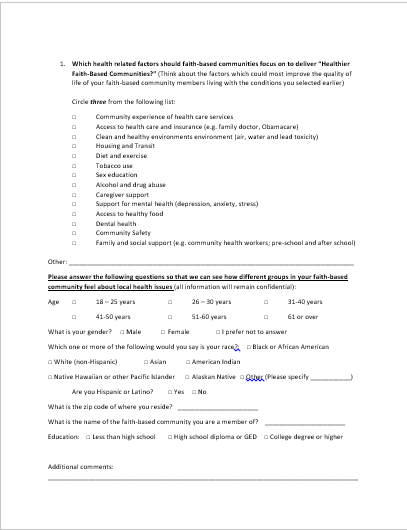 1. Which health related factors should faith-based communities focus on to deliver "Healthier
Faith-Based Communities?" (Think about the factors which could most improve the quality of
life of your faith-based community members living with the conditions you selected earlier)
Circle three from the following list:
□ Community experience of health care services
□ Access to health care and insurance (e.g. family doctor, Obamacare)
□ Clean and healthy environments environment (air, water and lead toxicity)
□ Housing and Transit
□ Diet and exercise
□ Tobacco use
□ Sex education
□ Alcohol and drug abuse
□ Caregiver support
□ Support for mental health (depression, anxiety, stress)
□ Access to healthy food
□ Dental health
□ Community Safety
□ Family and social support (e.g. community health workers; pre-school and after school)
Other: ____________________
Please answer the following questions so that we can see how different groups in your faith-based
community feel about local health issues (all information will remain confidential):
Age □ 18 – 25 years □ 26 – 30 years □ 31-40 years
□ 41-50 years □ 51-60 years □ 61 or over
What is your gender? □ Male □ Female □ I prefer not to answer
Which one or more of the following would you say is your race?: □ Black or African American
□ White (non-Hispanic) □ Asian □ American Indian
□ Native Hawaiian or other Pacific Islander □ Alaskan Native □ Other (Please specify ___________)
Are you Hispanic or Latino? □ Yes □ No
What is the zip code of where you reside? ____________________
What is the name of the faith-based community you are a member of? ____________________
Education: □ Less than high school □ High school diploma or GED □ College degree or higher
Additional comments:
____________________